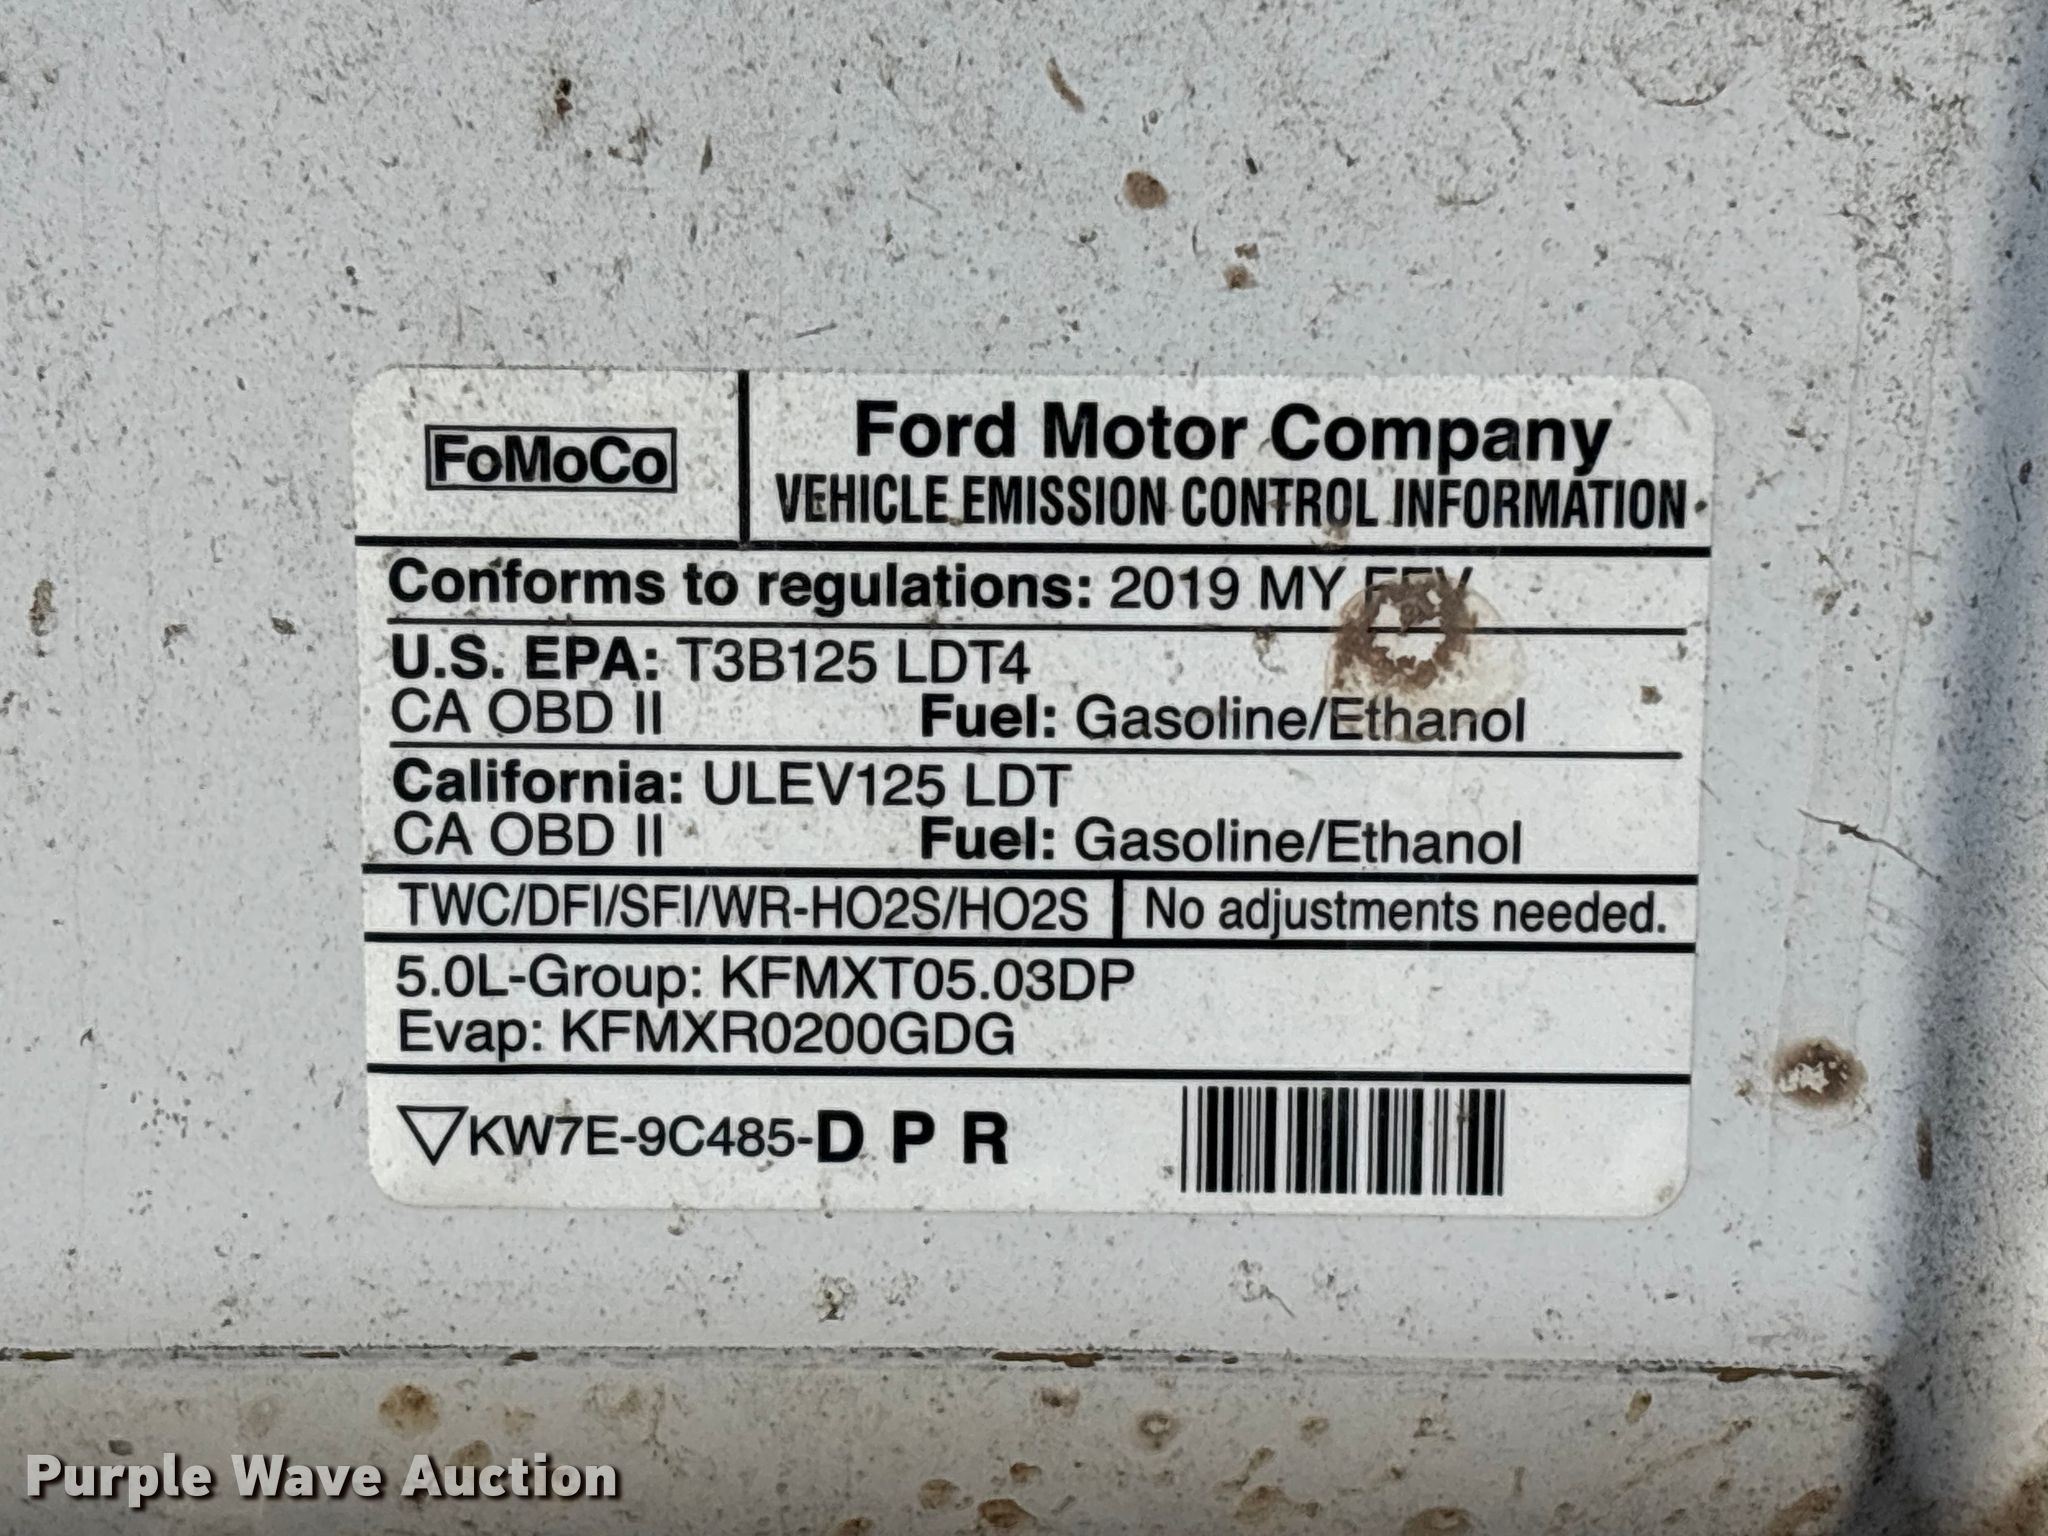 FoMoCo
Ford Motor Company
VEHICLE EMISSION CONTROL INFORMATION
Conforms to regulations: 2019 MY FFV
U.S. EPA: T3B125 LDT4
CA OBD II Fuel: Gasoline/Ethanol
California: ULEV125 LDT
CA OBD II Fuel: Gasoline/Ethanol
TWC/DFI/SFI/WR-HO2S/HO2S No adjustments needed.
5.0L-Group: KFMXT05.03DP
Evap: KFMXR0200GDG
KW7E-9C485-D P R
Purple Wave Auction